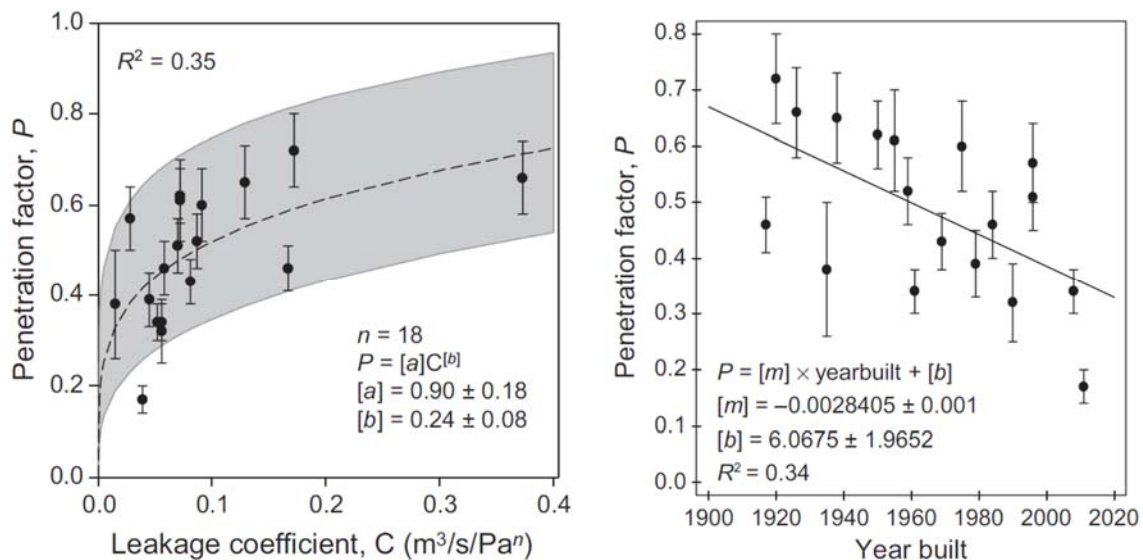 Penetration factor, P
1.0
0.8
0.6
0.4
0.2
0.0
R² = 0.35
n = 18
P = [a]C[b]
[a] = 0.90 ± 0.18
[b] = 0.24 ± 0.08
0.0 0.1 0.2 0.3 0.4
Leakage coefficient, C (m³/s/Paⁿ)
Penetration factor, P
0.8
0.7
0.6
0.5
0.4
0.3
0.2
0.1
0.0
P = [m] × yearbuilt + [b]
[m] = −0.0028405 ± 0.001
[b] = 6.0675 ± 1.9652
R² = 0.34
1900 1920 1940 1960 1980 2000 2020
Year built